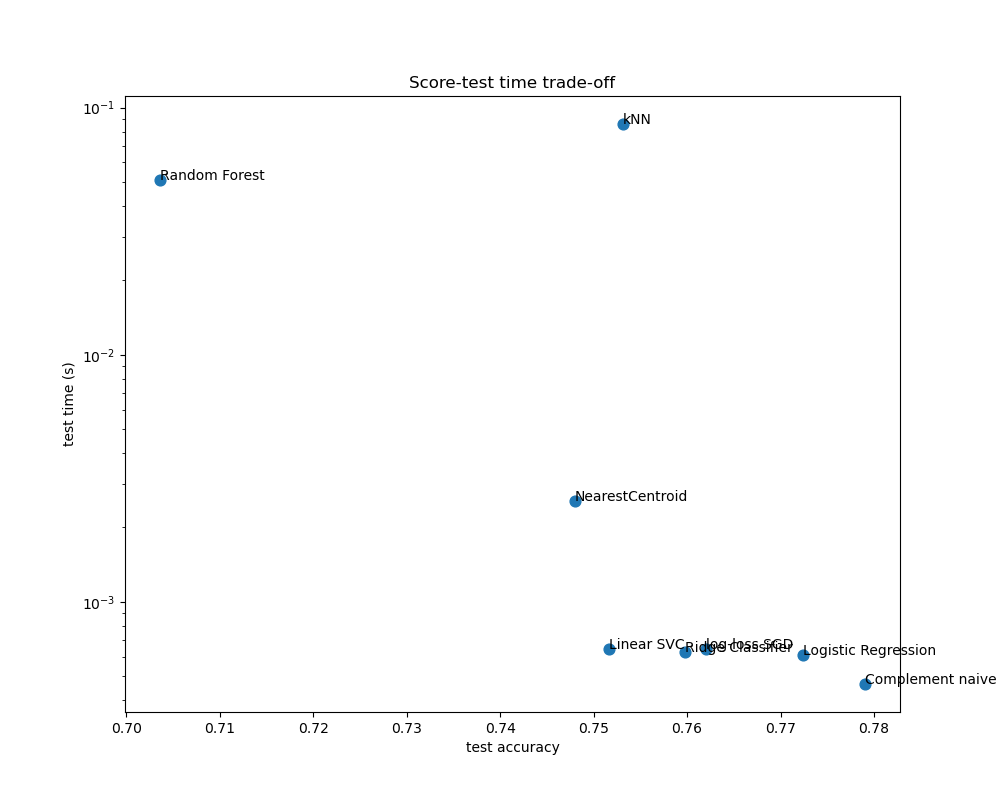 Score-test time trade-off
10⁻¹
kNN
Random Forest
10⁻²
test time (s)
NearestCentroid
10⁻³
Linear SVC
Ridge Classifier
log-loss SGD
Logistic Regression
Complement naive
0.70 0.71 0.72 0.73 0.74 0.75 0.76 0.77 0.78
test accuracy